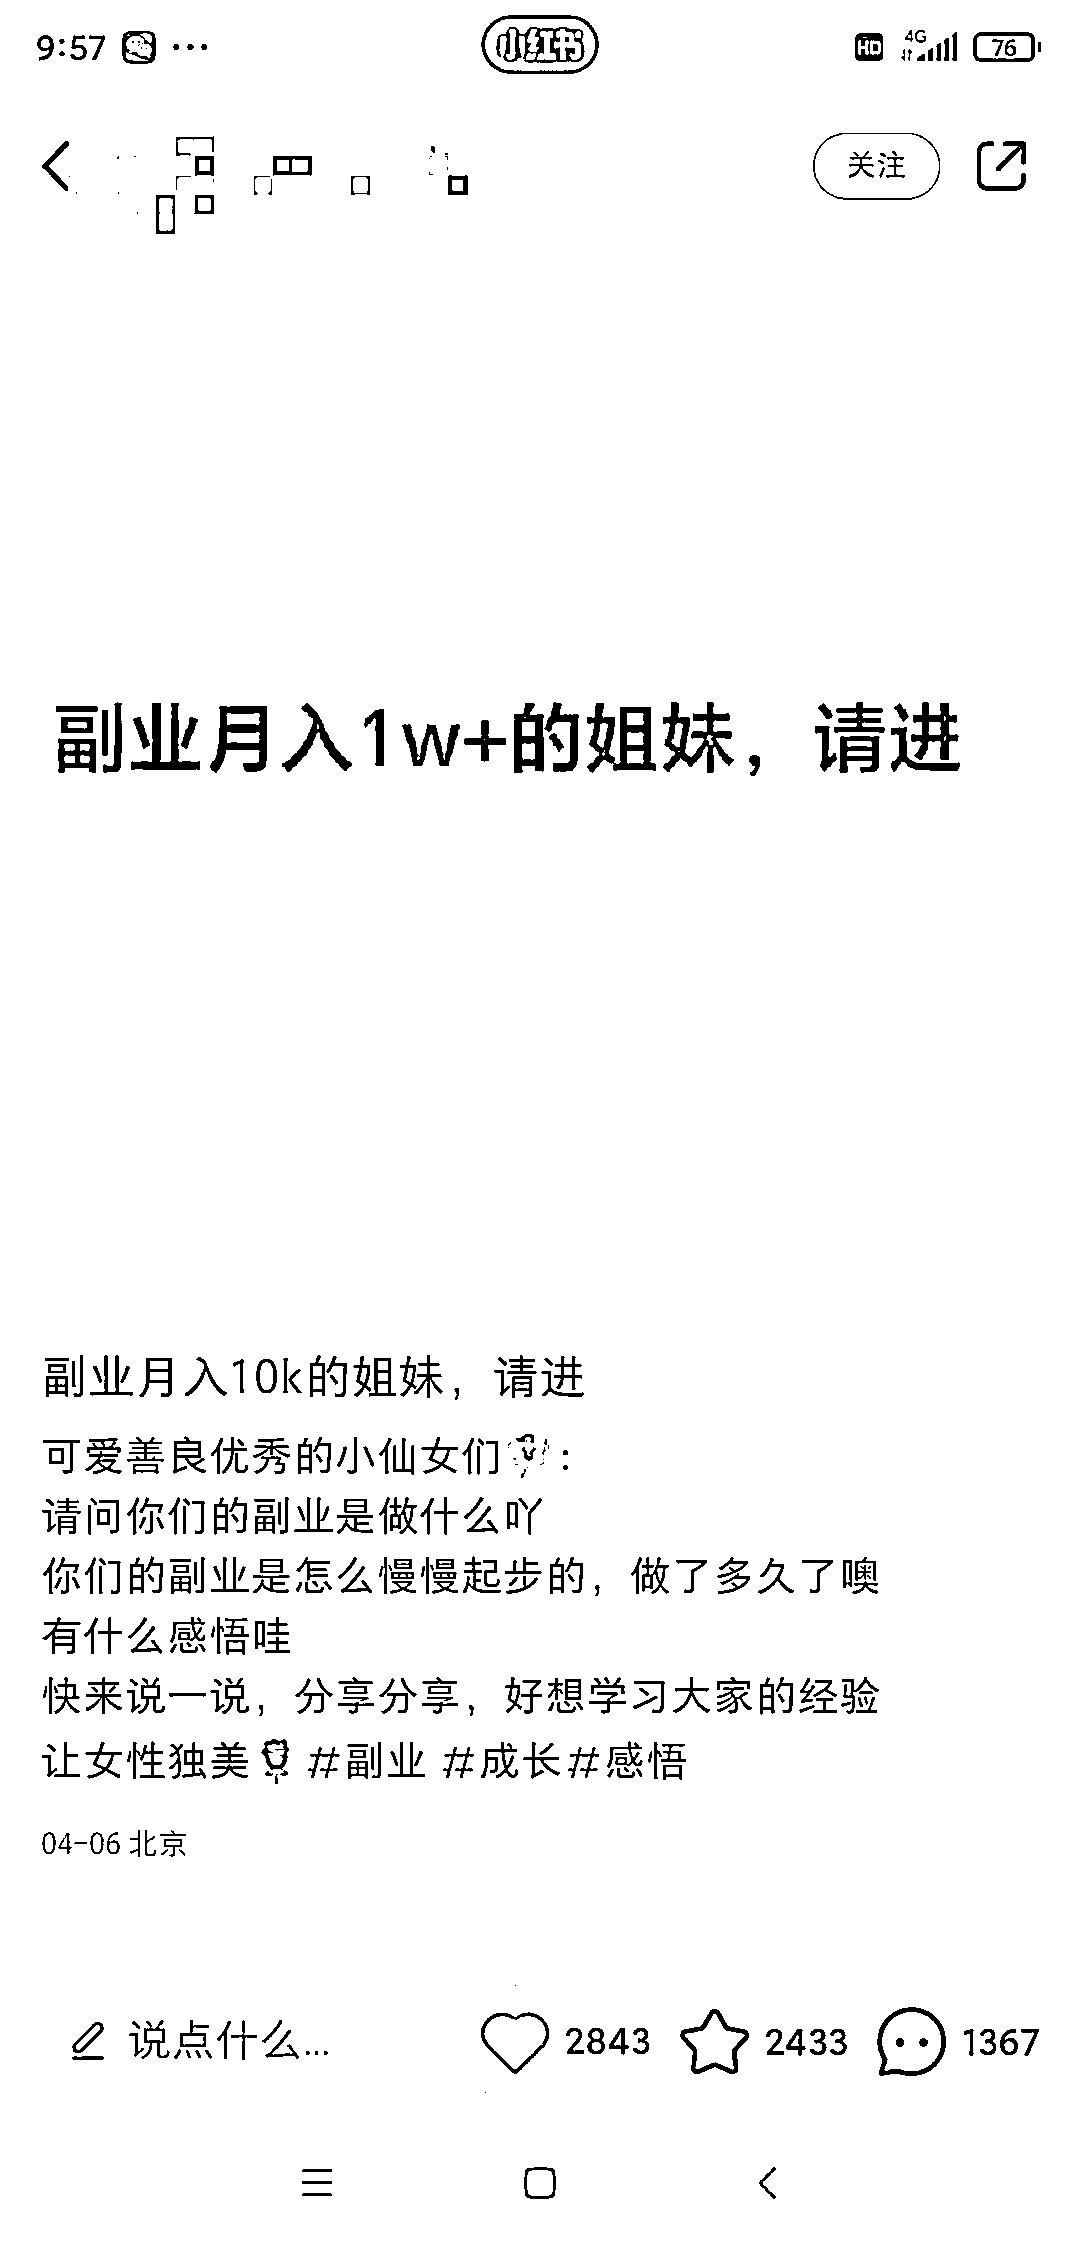 9:57 ··· 小红书 HD 4G 76
关注
副业月入1w+的姐妹，请进
副业月入10k的姐妹，请进
可爱善良优秀的小仙女们：
请问你们的副业是做什么吖
你们的副业是怎么慢慢起步的，做了多久了噢
有什么感悟哇
快来说一说，分享分享，好想学习大家的经验
让女性独美🌹 #副业 #成长#感悟
04-06 北京
说点什么... 2843 2433 1367